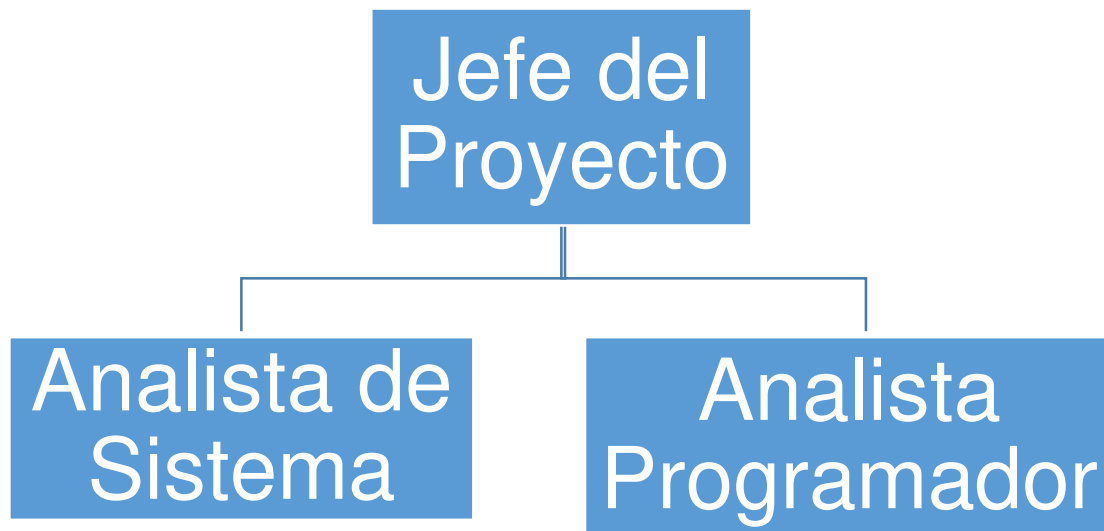 Jefe del
Proyecto
Analista de
Sistema
Analista
Programador